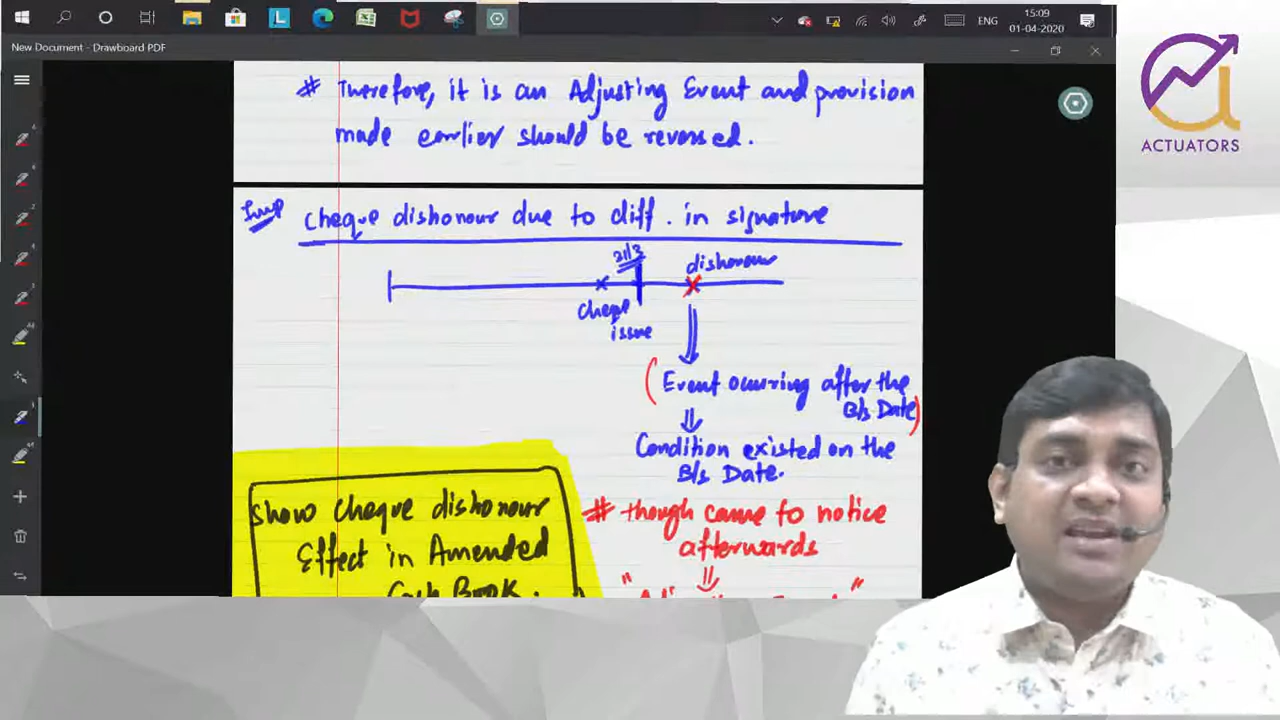 15:09
ENG
01-04-2020
New Document - Drawboard PDF
ACTUATORS
# Therefore, it is an Adjusting Event and provision
made earlier should be reversed.
Imp
cheque dishonour due to diff. in signature
31/3
dishonour
cheque
issue
(Event ocurring after the
B/s Date)
Condition existed on the
B/s Date.
# though came to notice
afterwards
show cheque dishonour
Effect in Amended
Cash Book.